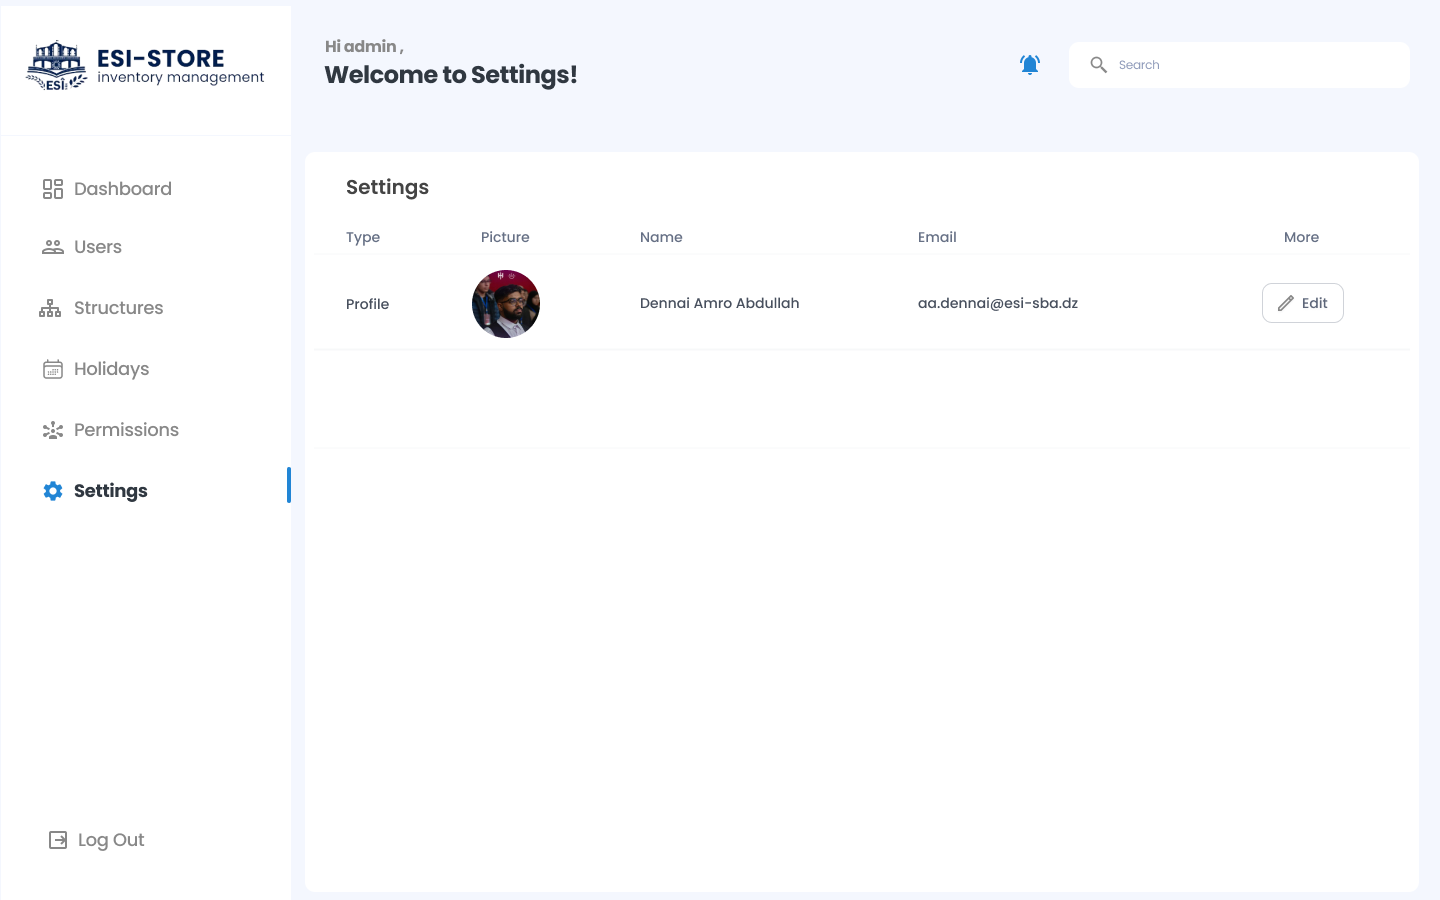 ESI-STORE
inventory management
ESI
Hi admin ,
Welcome to Settings!
Search
Dashboard
Users
Structures
Holidays
Permissions
Settings
Log Out
Settings
Type Picture Name Email More
Profile Dennai Amro Abdullah aa.dennai@esi-sba.dz Edit